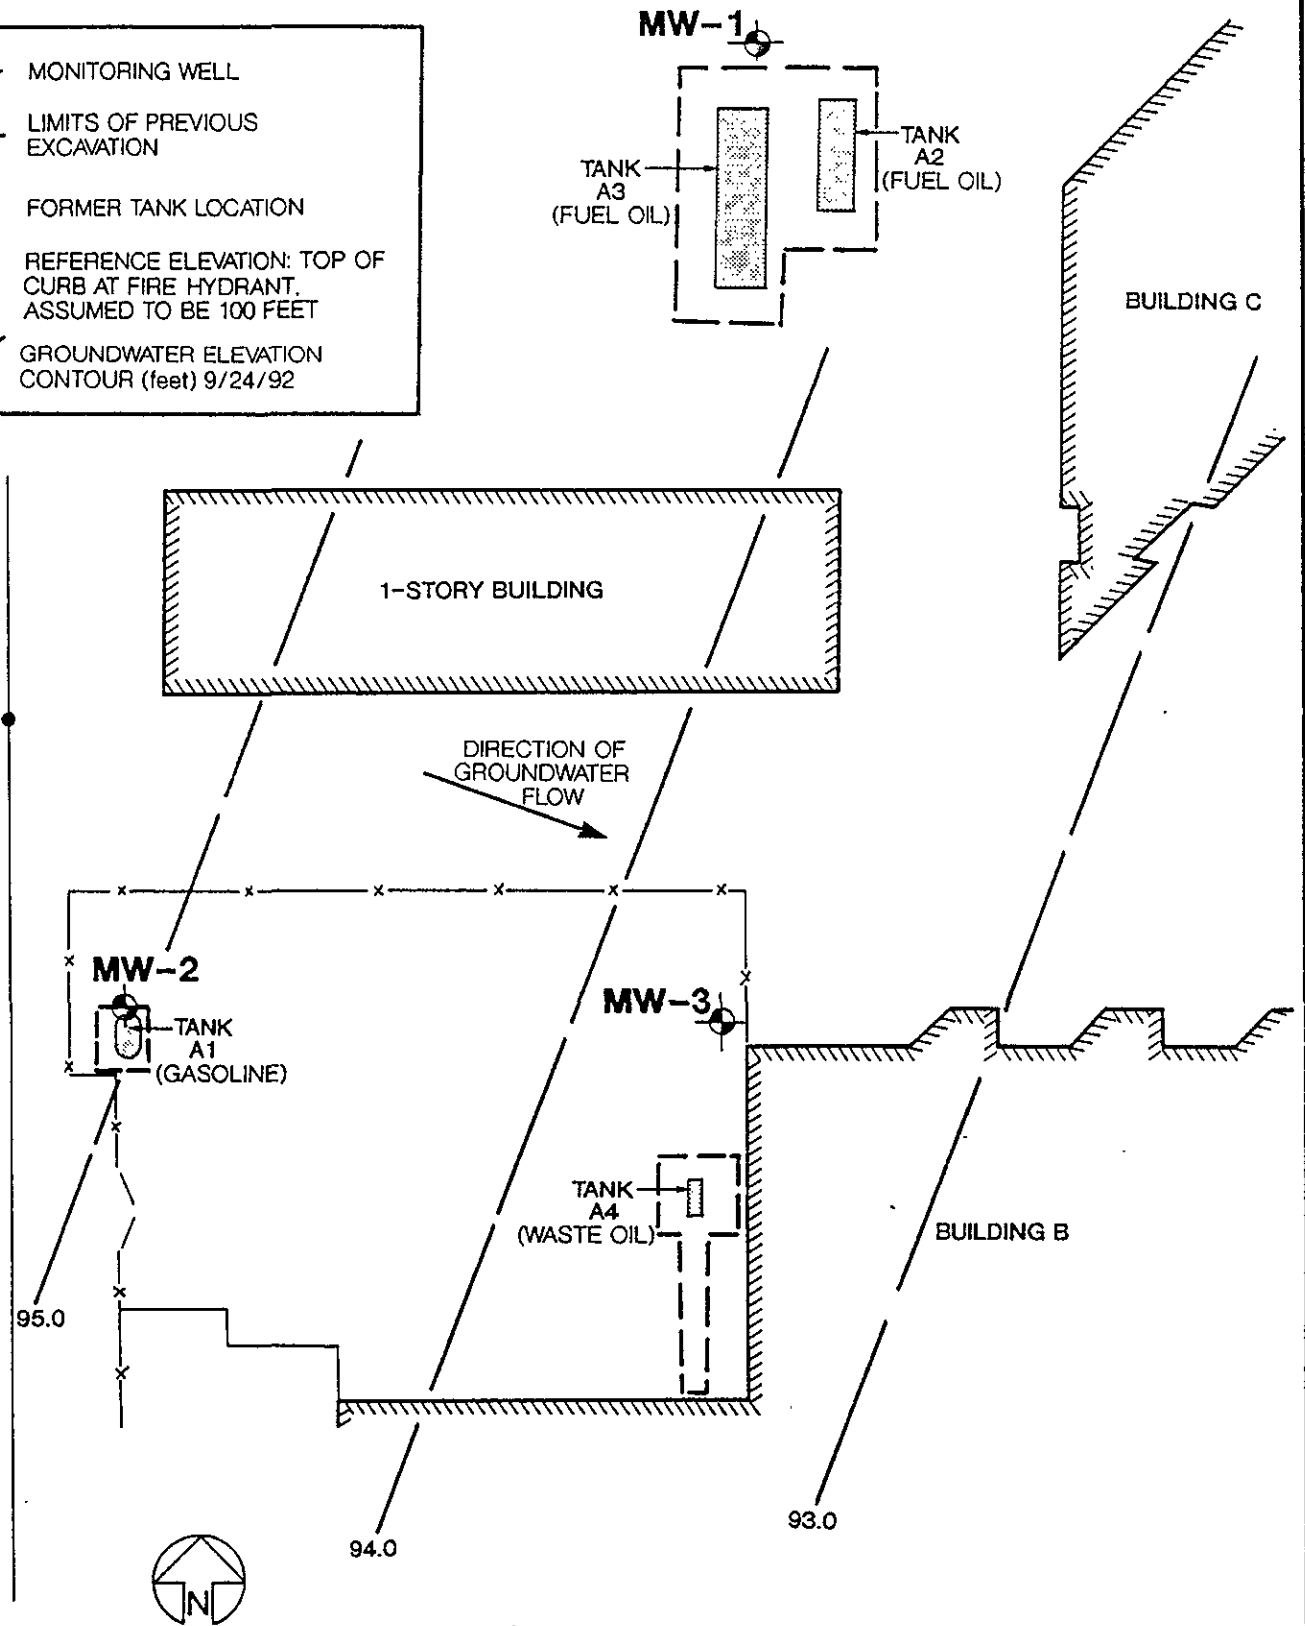 MW-1
MONITORING WELL
LIMITS OF PREVIOUS
EXCAVATION
FORMER TANK LOCATION
REFERENCE ELEVATION: TOP OF
CURB AT FIRE HYDRANT.
ASSUMED TO BE 100 FEET
GROUNDWATER ELEVATION
CONTOUR (feet) 9/24/92
TANK
A3
(FUEL OIL)
TANK
A2
(FUEL OIL)
BUILDING C
1-STORY BUILDING
DIRECTION OF
GROUNDWATER
FLOW
MW-2
TANK
A1
(GASOLINE)
MW-3
TANK
A4
(WASTE OIL)
BUILDING B
95.0
94.0
93.0
N